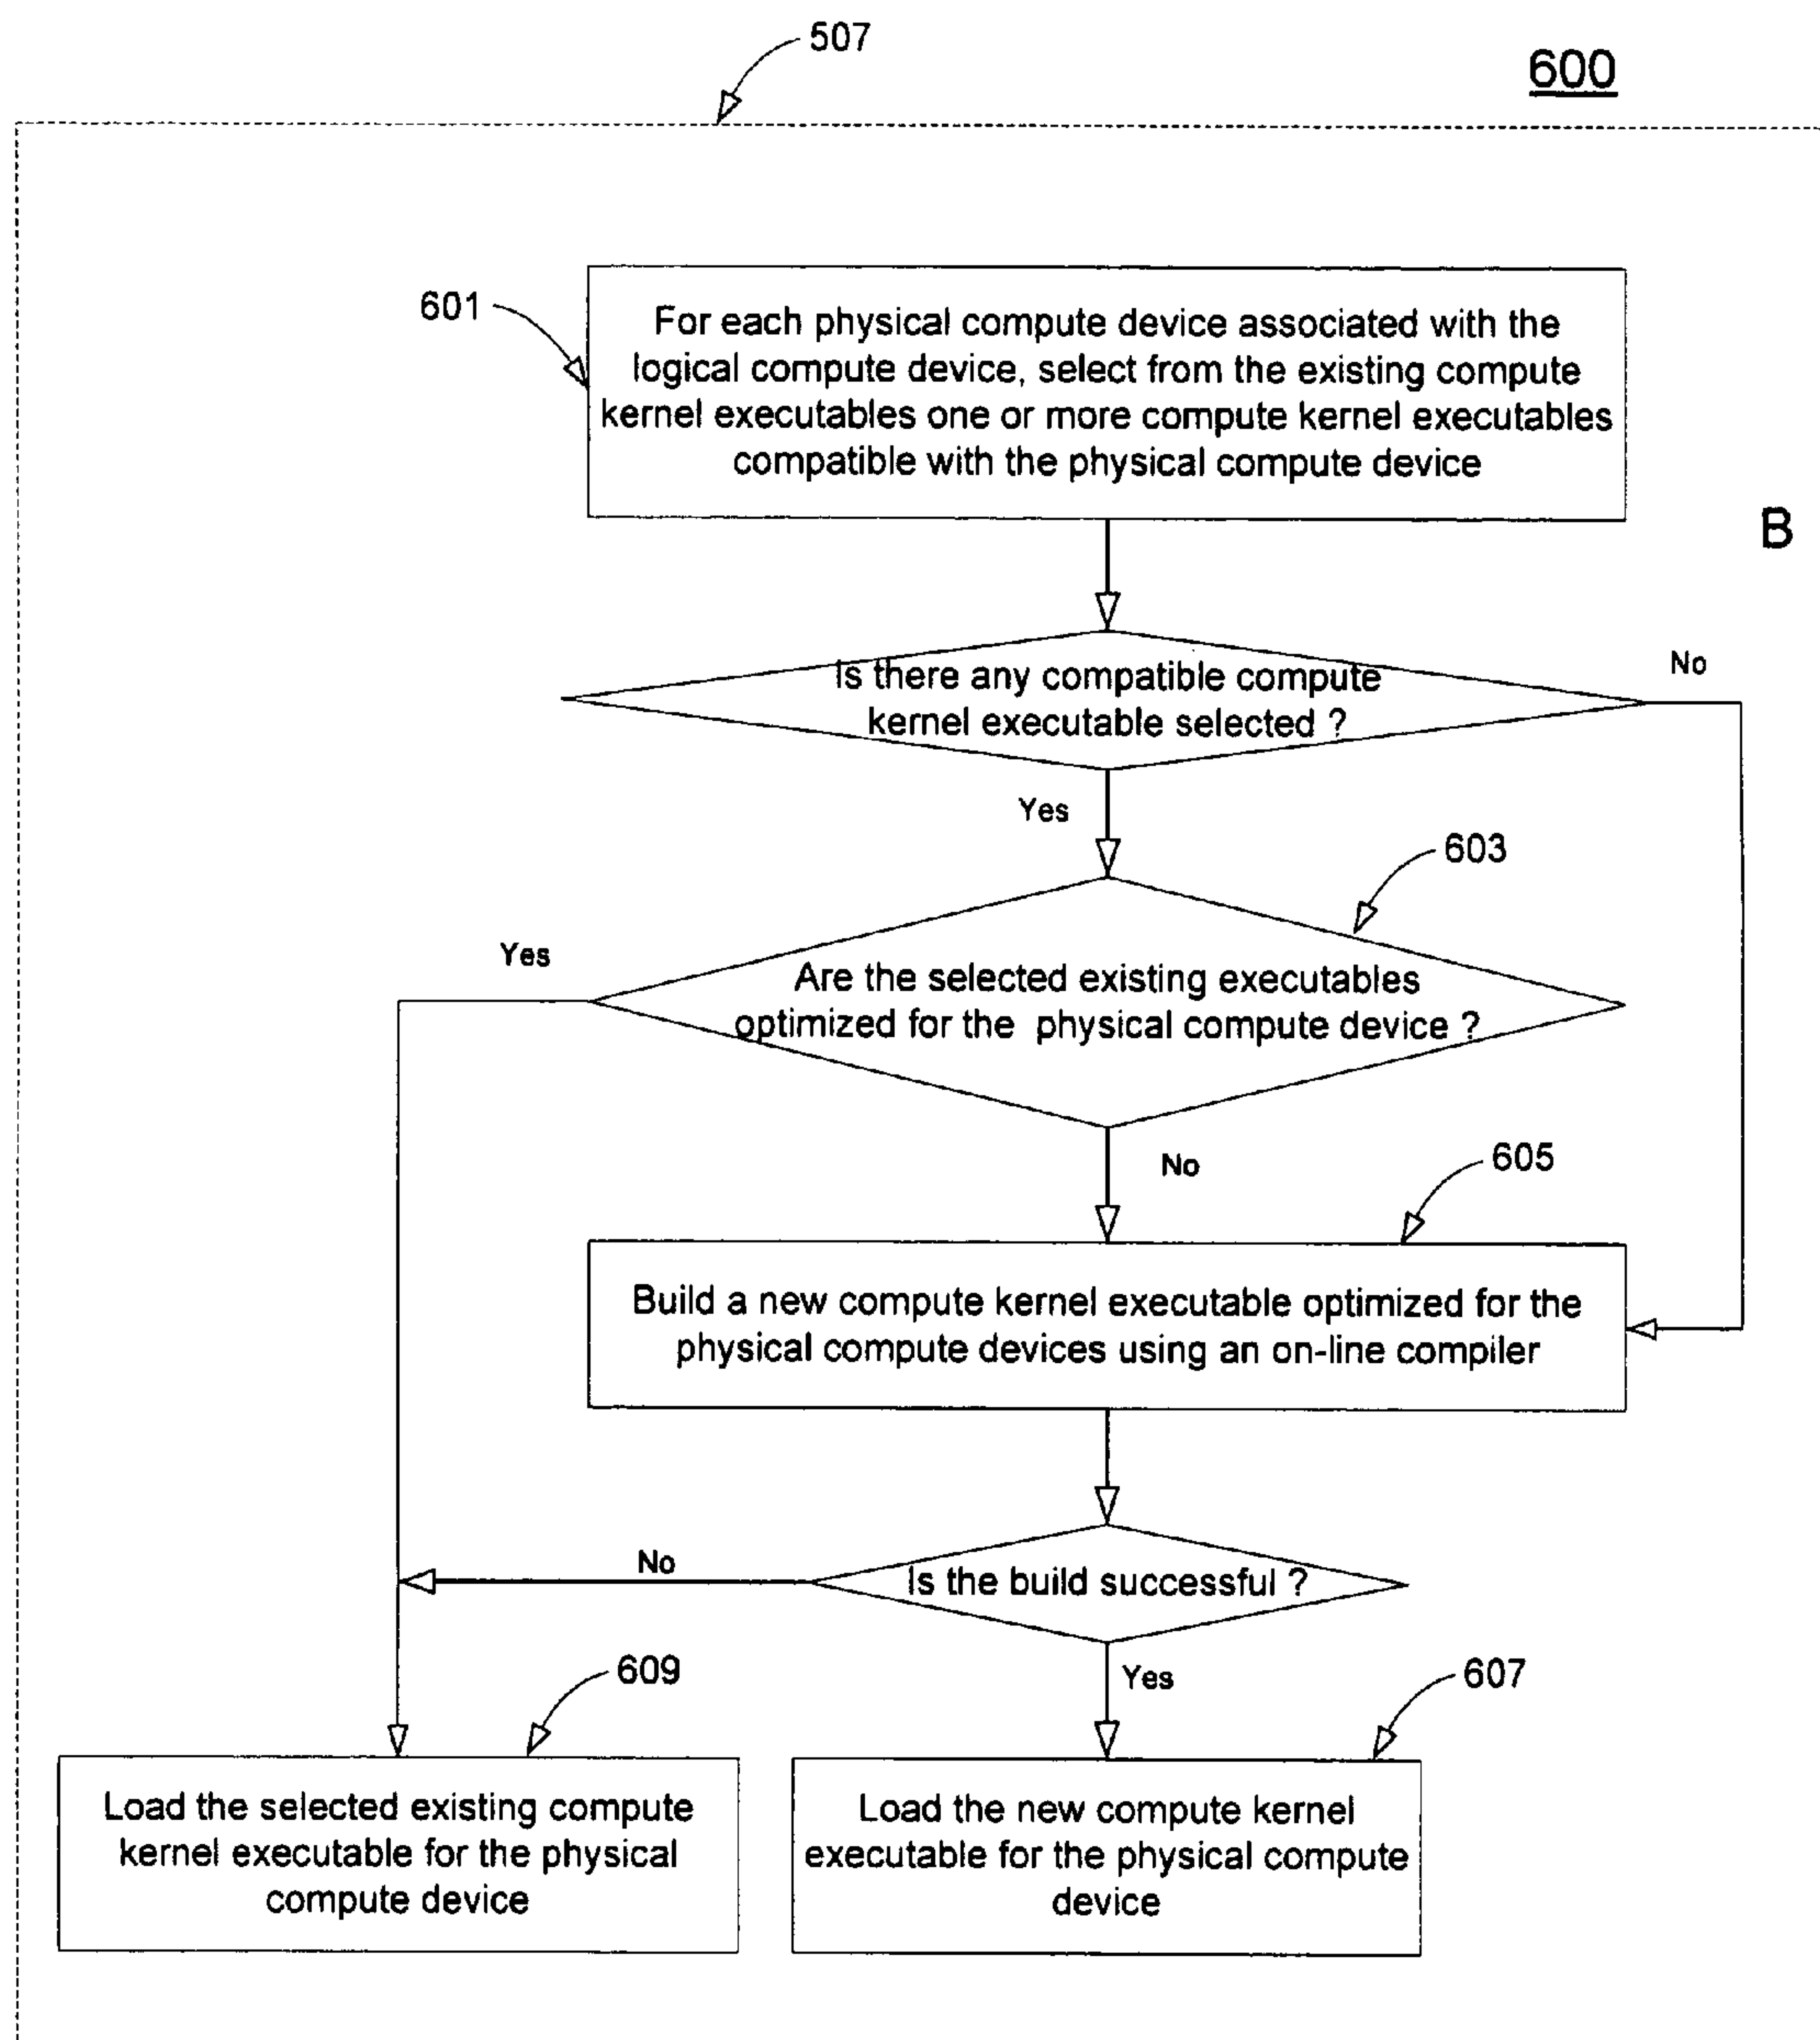 507
600
601
For each physical compute device associated with the
logical compute device, select from the existing compute
kernel executables one or more compute kernel executables
compatible with the physical compute device
B
Is there any compatible compute
kernel executable selected ?
No
Yes
603
Yes
Are the selected existing executables
optimized for the physical compute device ?
No
605
Build a new compute kernel executable optimized for the
physical compute devices using an on-line compiler
No
Is the build successful ?
609
Yes
607
Load the selected existing compute
kernel executable for the physical
compute device
Load the new compute kernel
executable for the physical compute
device